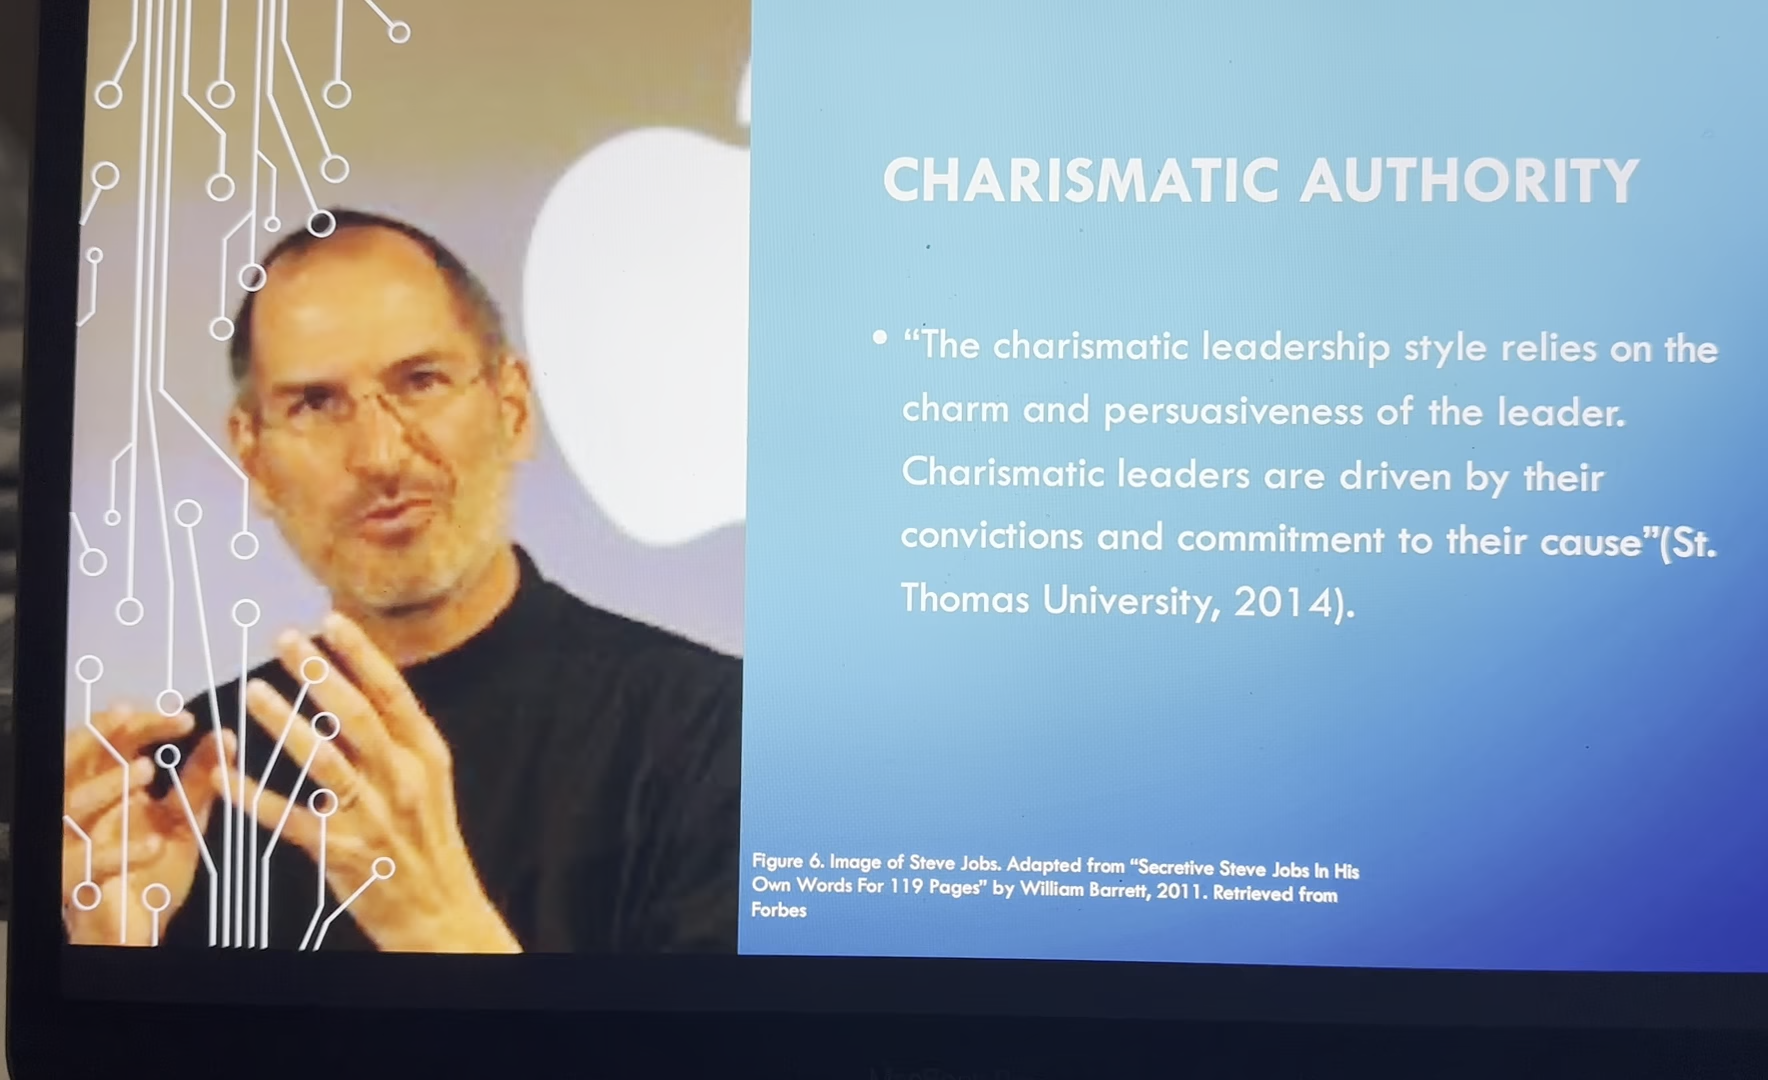 CHARISMATIC AUTHORITY
• “The charismatic leadership style relies on the
charm and persuasiveness of the leader.
Charismatic leaders are driven by their
convictions and commitment to their cause”(St.
Thomas University, 2014).
Figure 6. Image of Steve Jobs. Adapted from “Secretive Steve Jobs In His
Own Words For 119 Pages” by William Barrett, 2011. Retrieved from
Forbes